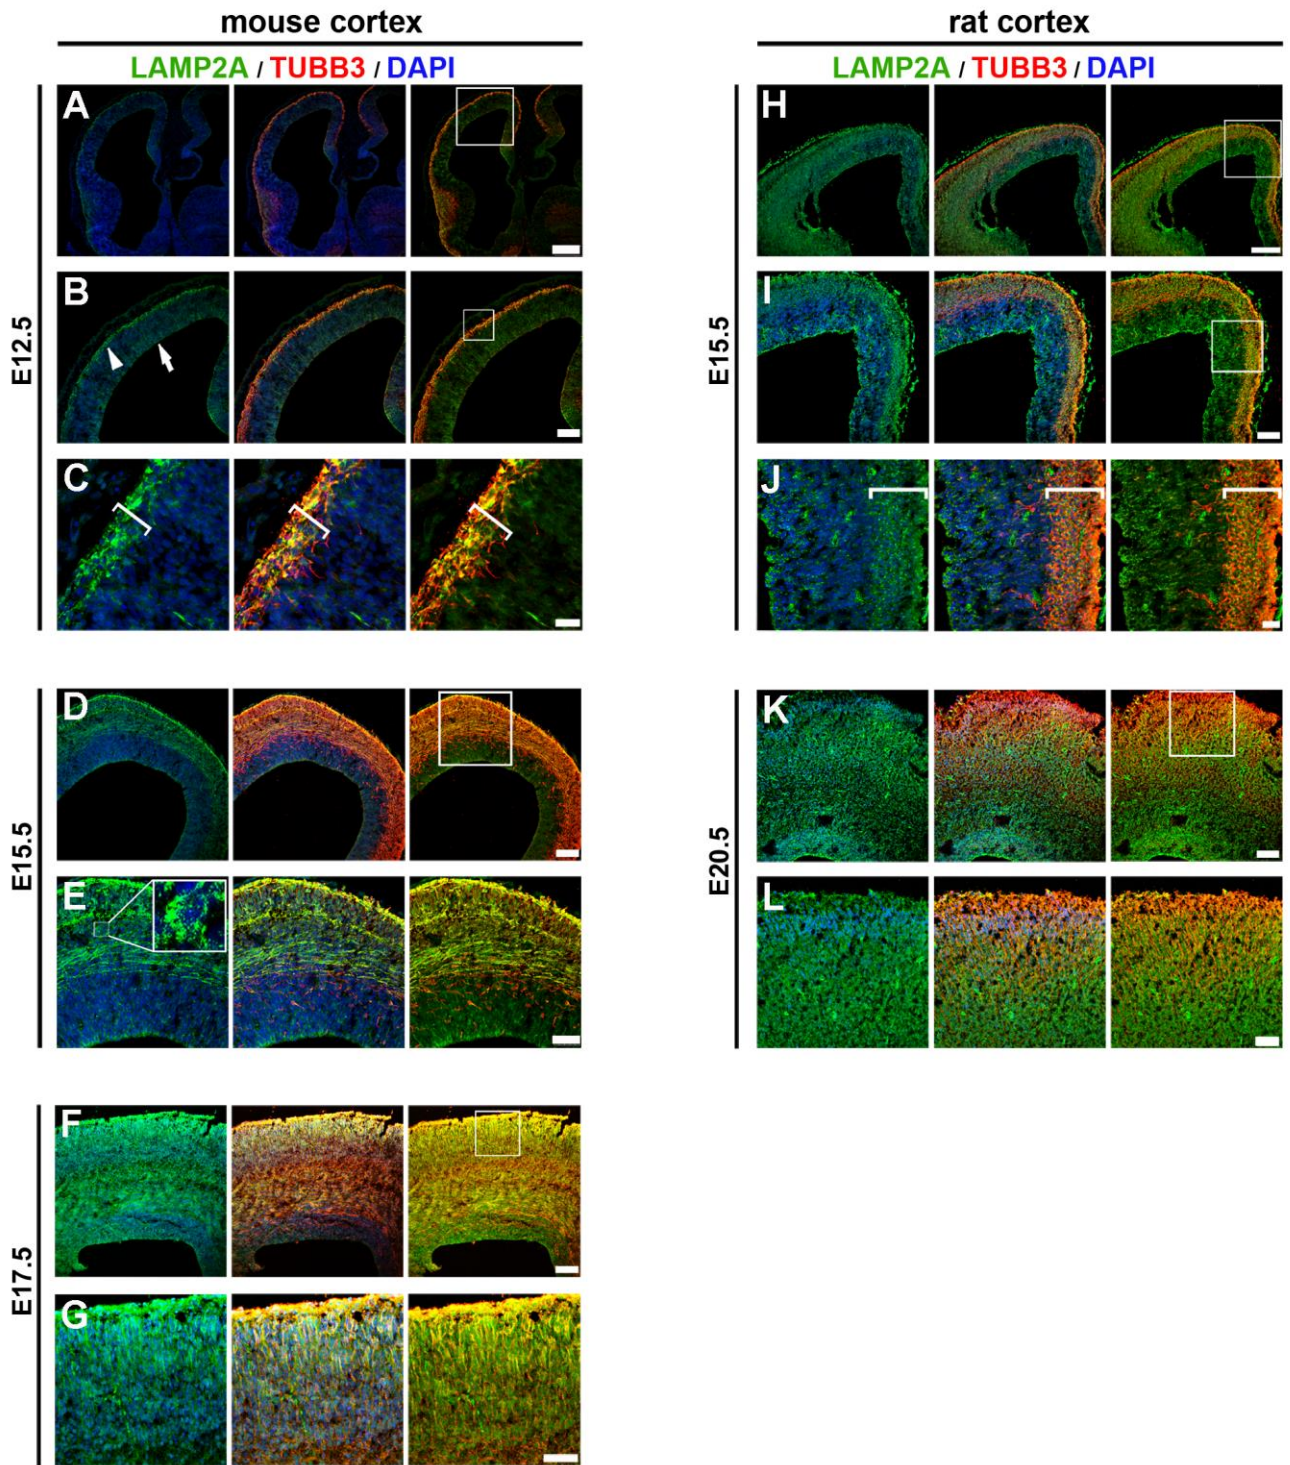 mouse cortex
LAMP2A / TUBB3 / DAPI
E12.5
A
B
C
E15.5
D
E
E17.5
F
G
rat cortex
LAMP2A / TUBB3 / DAPI
E15.5
H
I
J
E20.5
K
L